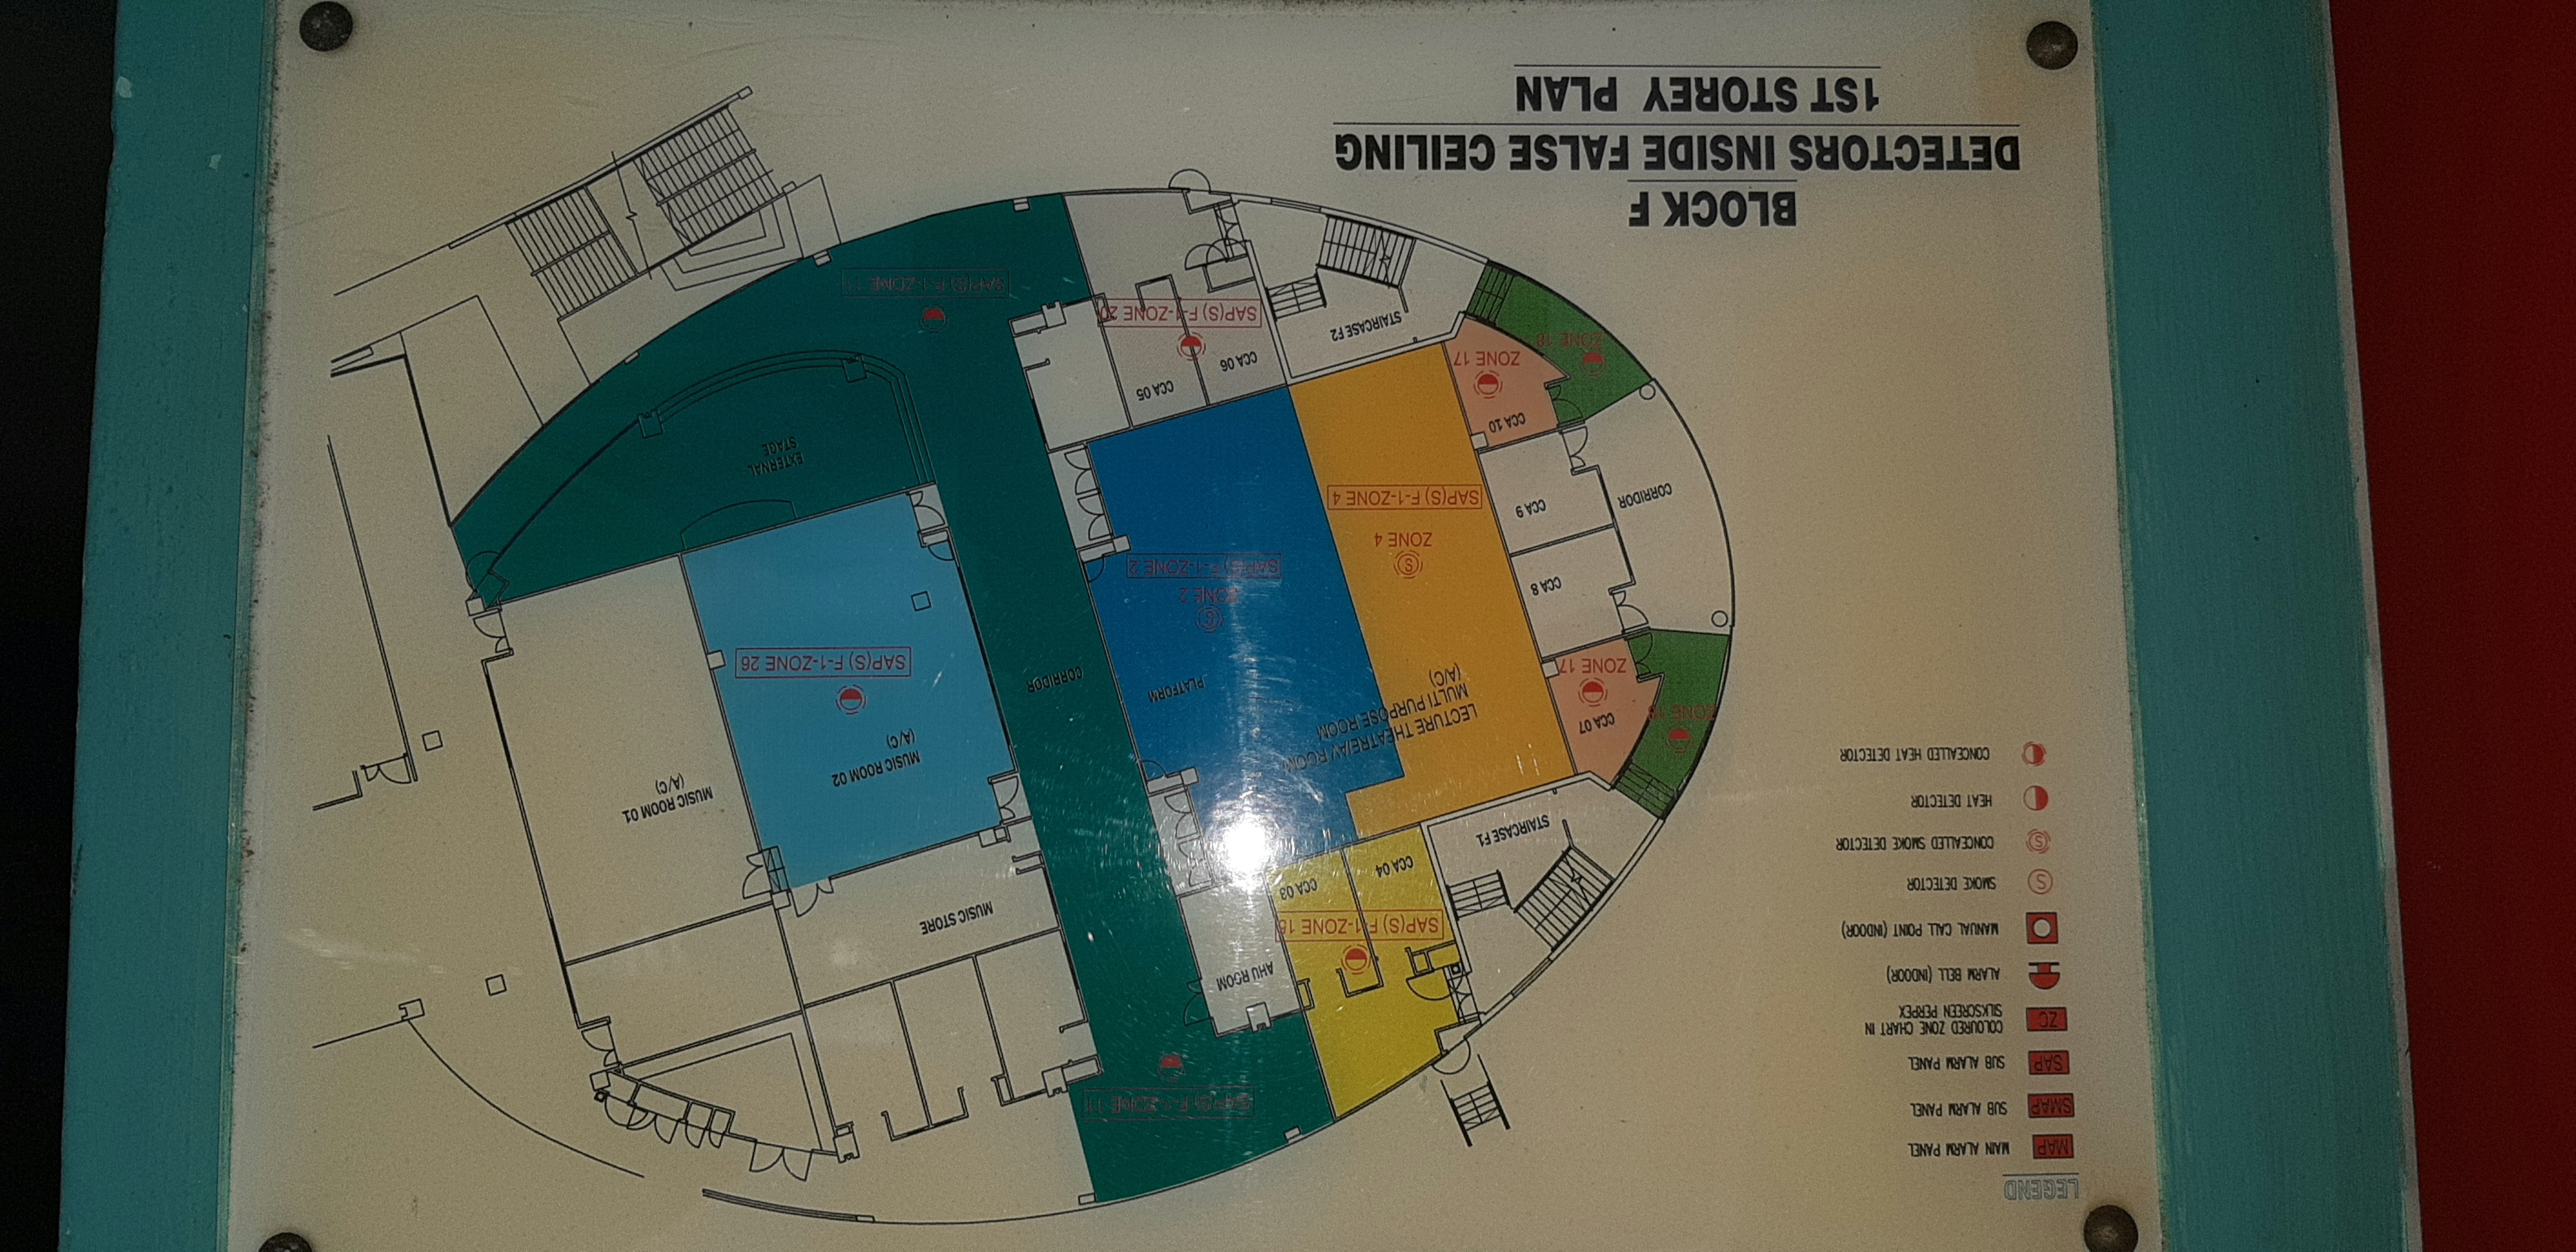 LEGEND
MAP MAIN ALARM PANEL
SMAP SUB ALARM PANEL
SAP SUB ALARM PANEL
ZC COLOURED ZONE CHART IN
SILKSCREEN PERPEX
ALARM BELL (INDOOR)
MANUAL CALL POINT (INDOOR)
S SMOKE DETECTOR
S CONCEALLED SMOKE DETECTOR
HEAT DETECTOR
CONCEALLED HEAT DETECTOR
SAP(S) F-1-ZONE 11
AHU ROOM
SAP(S) F-1-ZONE
CCA 03
CCA 04
STAIRCASE F1
MUSIC STORE
MUSIC ROOM 01
(A/C)
MUSIC ROOM 02
(A/C)
SAP(S) F-1-ZONE 26
LECTURE THEATRE/AV ROOM
MULTI PURPOSE ROOM
(A/C)
PLATFORM
CORRIDOR
CCA 07
ZONE 17
ZONE
S
ZONE 2
SAP(S) F-1-ZONE 2
CCA 8
S
ZONE 4
SAP(S) F-1-ZONE 4
CCA 9
CORRIDOR
EXTERNAL
STAGE
CCA 10
ZONE 17
ZONE
CCA 05
CCA 06
SAP(S) F-1-ZONE 20
STAIRCASE F2
SAP(S) F-1-ZONE 11
BLOCK F
DETECTORS INSIDE FALSE CEILING
1ST STOREY PLAN